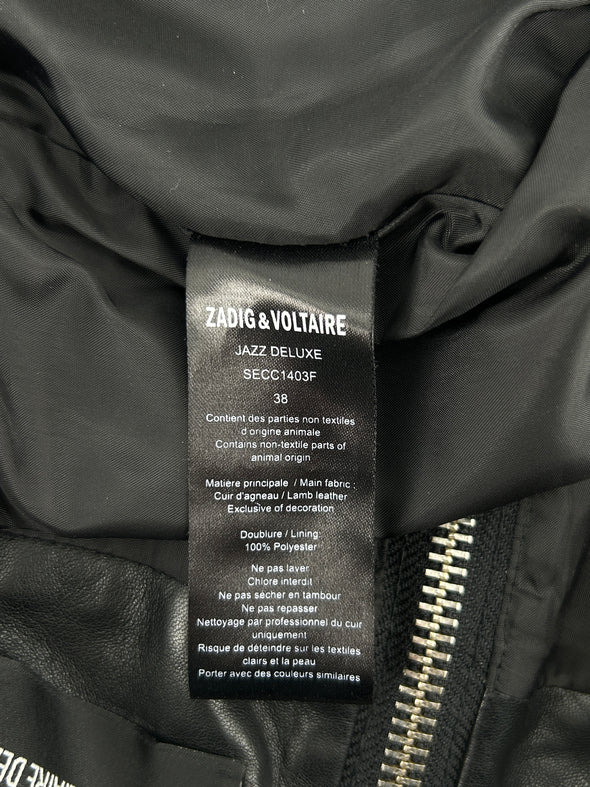 ZADIG & VOLTAIRE
JAZZ DELUXE
SECC1403F
38
Contient des parties non textiles
d'origine animale
Contains non-textile parts of
animal origin
Matière principale / Main fabric :
Cuir d'agneau / Lamb leather
Exclusive of decoration
Doublure / Lining:
100% Polyester
Ne pas laver
Chlore interdit
Ne pas sécher en tambour
Ne pas repasser
Nettoyage par professionnel du cuir
uniquement
Risque de déteindre sur les textiles
clairs et la peau
Porter avec des couleurs similaires